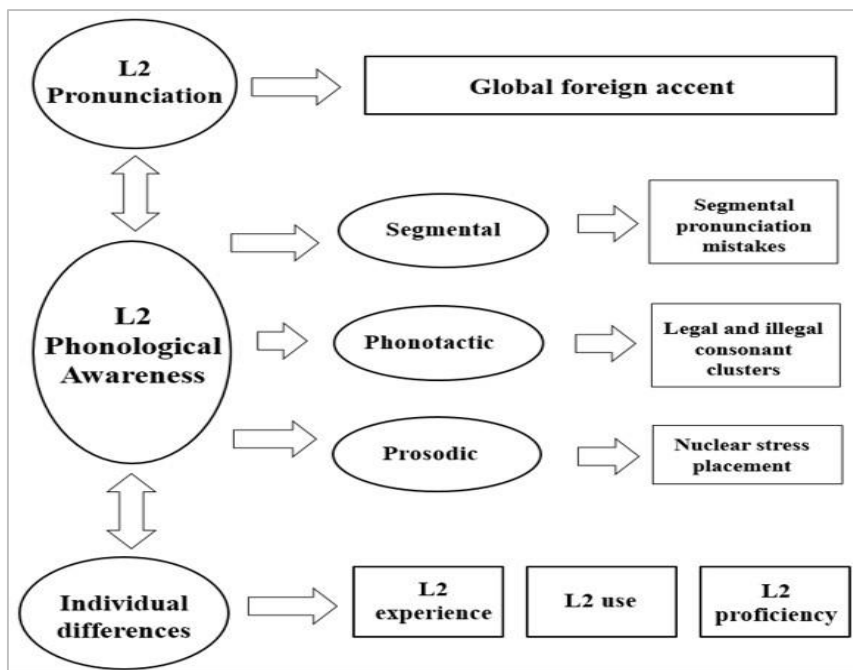 L2
Pronunciation
Global foreign accent
Segmental
Segmental
pronunciation
mistakes
L2
Phonological
Awareness
Phonotactic
Legal and illegal
consonant
clusters
Prosodic
Nuclear stress
placement
Individual
differences
L2
experience
L2 use
L2
proficiency